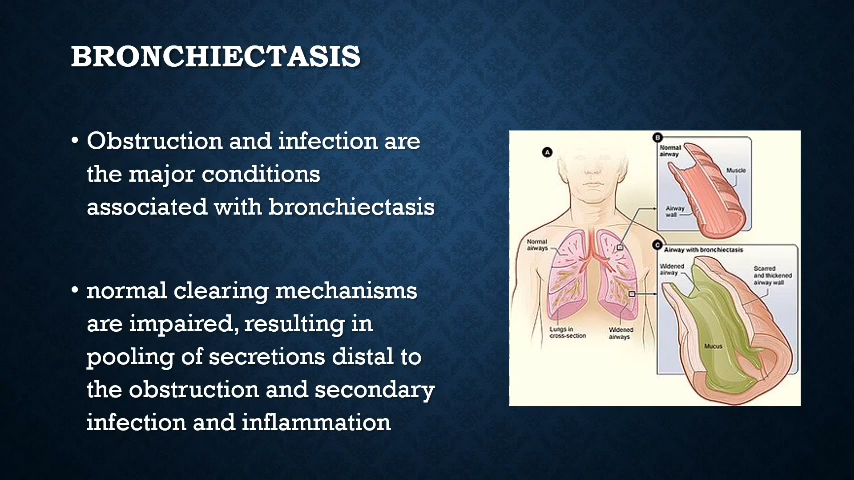 BRONCHIECTASIS
• Obstruction and infection are
the major conditions
associated with bronchiectasis
• normal clearing mechanisms
are impaired, resulting in
pooling of secretions distal to
the obstruction and secondary
infection and inflammation
A
Normal
airways
Lungs in
cross-section
Widened
airways
B
Normal
airway
Muscle
Airway
wall
C
Airway with bronchiectasis
Widened
airway
Scarred
and thickened
airway wall
Mucus